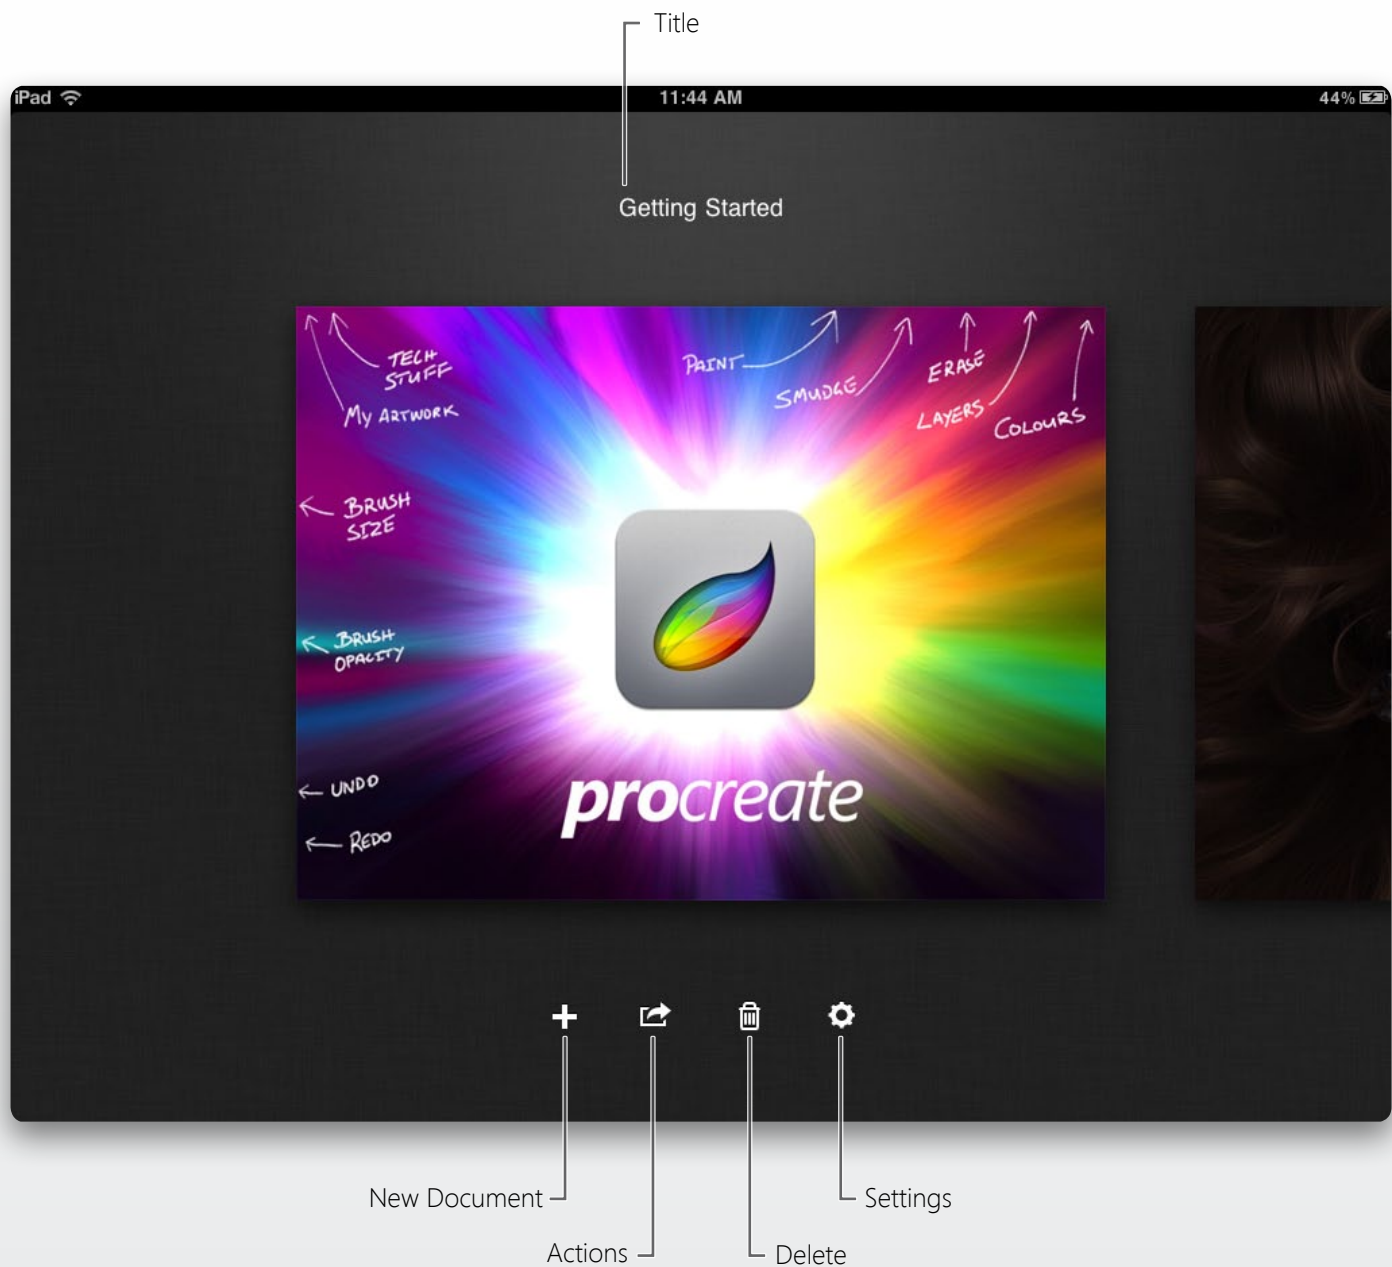 Title
iPad 11:44 AM 44%
Getting Started
TECH
STUFF
MY ARTWORK
PAINT
SMUDGE
ERASE
LAYERS
COLOURS
BRUSH
SIZE
BRUSH
OPACITY
UNDO
REDO
procreate
New Document
Settings
Actions
Delete